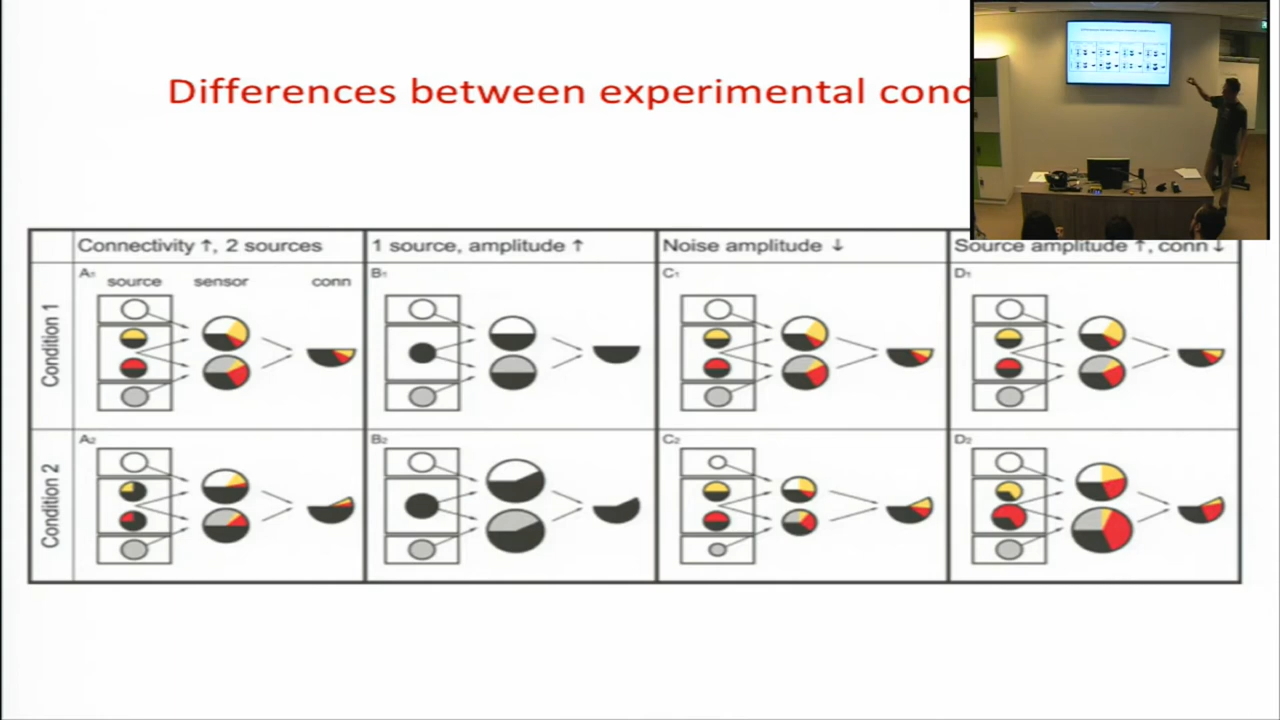 Differences between experimental cond
Connectivity ↑, 2 sources
1 source, amplitude ↑
Noise amplitude ↓
Source amplitude ↑, conn ↓
Condition 1
A1
source sensor conn
B1
C1
D1
Condition 2
A2
B2
C2
D2